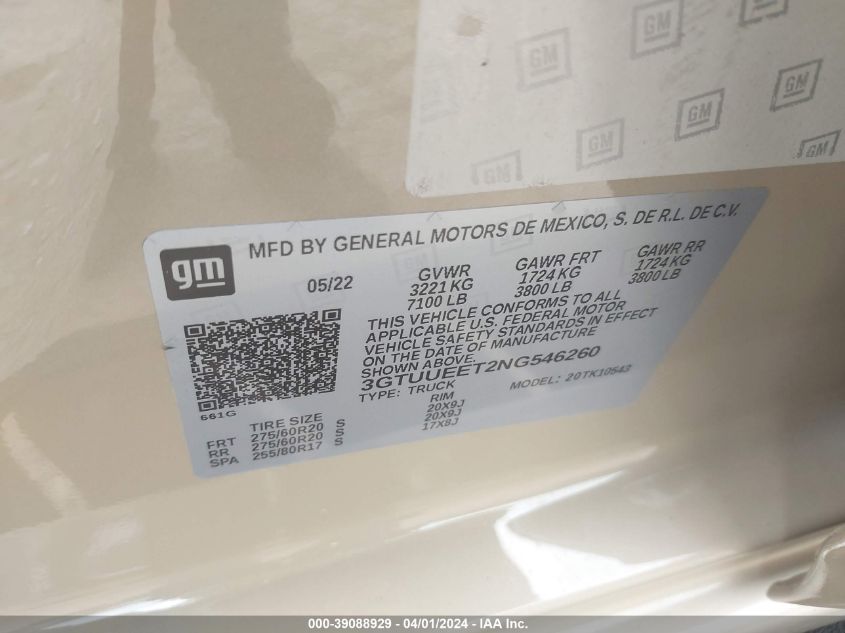 GM
GM
GM
GM
GM
GM
GM
gm
MFD BY GENERAL MOTORS DE MEXICO, S. DE R.L. DE C.V.
05/22
GVWR GAWR FRT GAWR RR
3221 KG 1724 KG 1724 KG
7100 LB 3800 LB 3800 LB
THIS VEHICLE CONFORMS TO ALL
APPLICABLE U.S. FEDERAL MOTOR
VEHICLE SAFETY STANDARDS IN EFFECT
ON THE DATE OF MANUFACTURE
SHOWN ABOVE.
3GTUUEET2NG546260
TYPE: TRUCK MODEL: 20TK10543
661G
TIRE SIZE RIM
FRT 275/60R20 S 20X9J
RR 275/60R20 S 20X9J
SPA 255/80R17 S 17X8J
000-39088929 - 04/01/2024 - IAA Inc.